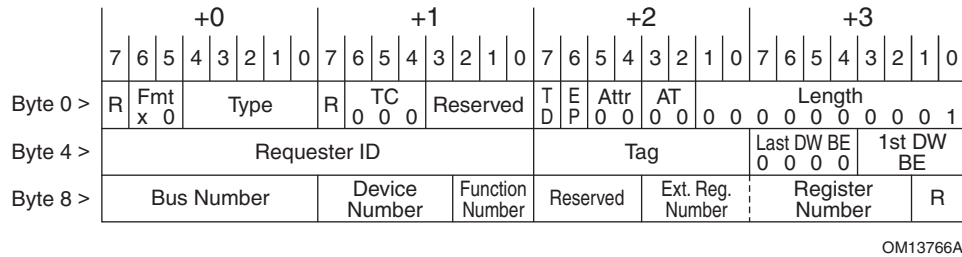 +0 +1 +2 +3
7 6 5 4 3 2 1 0 7 6 5 4 3 2 1 0 7 6 5 4 3 2 1 0 7 6 5 4 3 2 1 0
Byte 0 > R Fmt x 0 Type R TC 0 0 0 Reserved T D E P Attr 0 0 AT 0 0 Length 0 0 0 0 0 0 0 0 0 1
Byte 4 > Requester ID Tag Last DW BE 0 0 0 0 1st DW BE
Byte 8 > Bus Number Device Number Function Number Reserved Ext. Reg. Number Register Number R
OM13766A